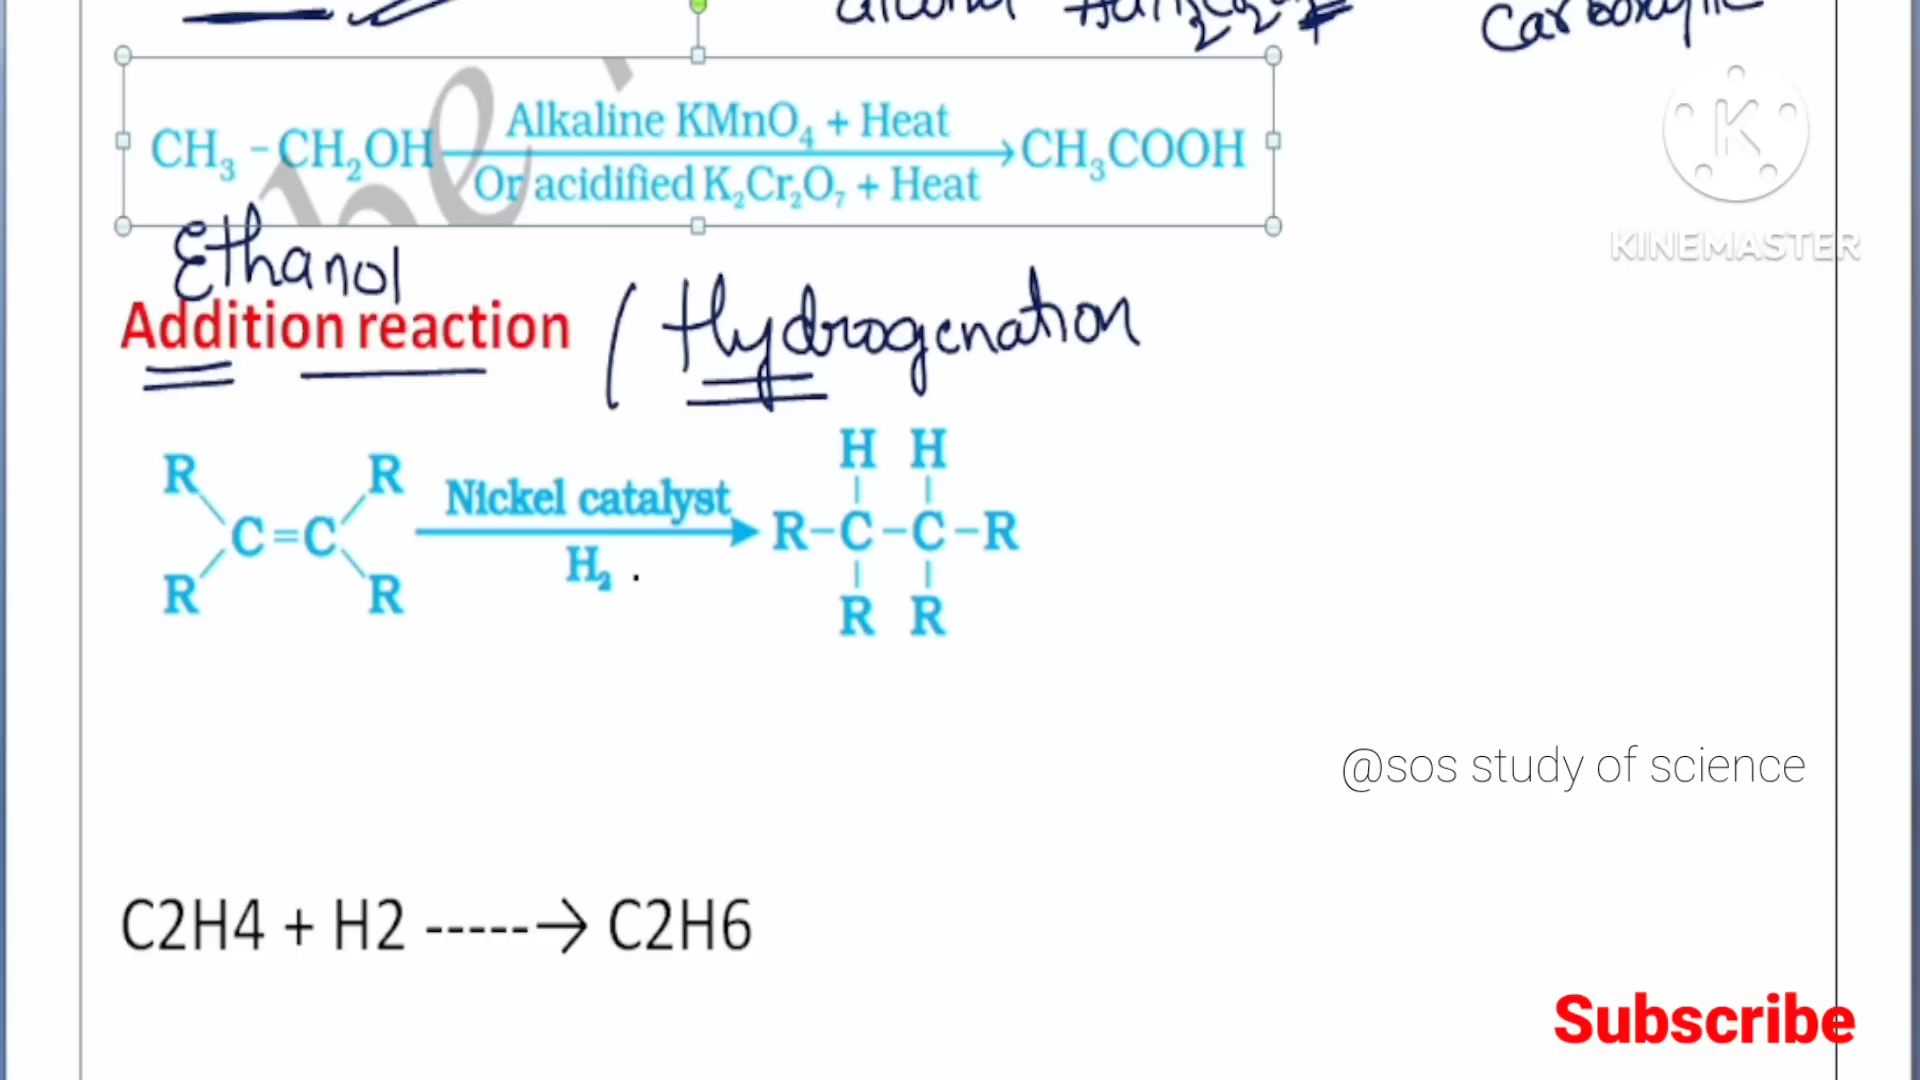 alcohol
Carboxylic
Alkaline KMnO₄ + Heat
CH₃ – CH₂OH → CH₃COOH
Or acidified K₂Cr₂O₇ + Heat
KINEMASTER
Ethanol
Addition reaction ( Hydrogenation
H H
R R Nickel catalyst
C=C → R–C–C–R
R R H₂ .
R R
@sos study of science
C2H4 + H2 -----→ C2H6
Subscribe